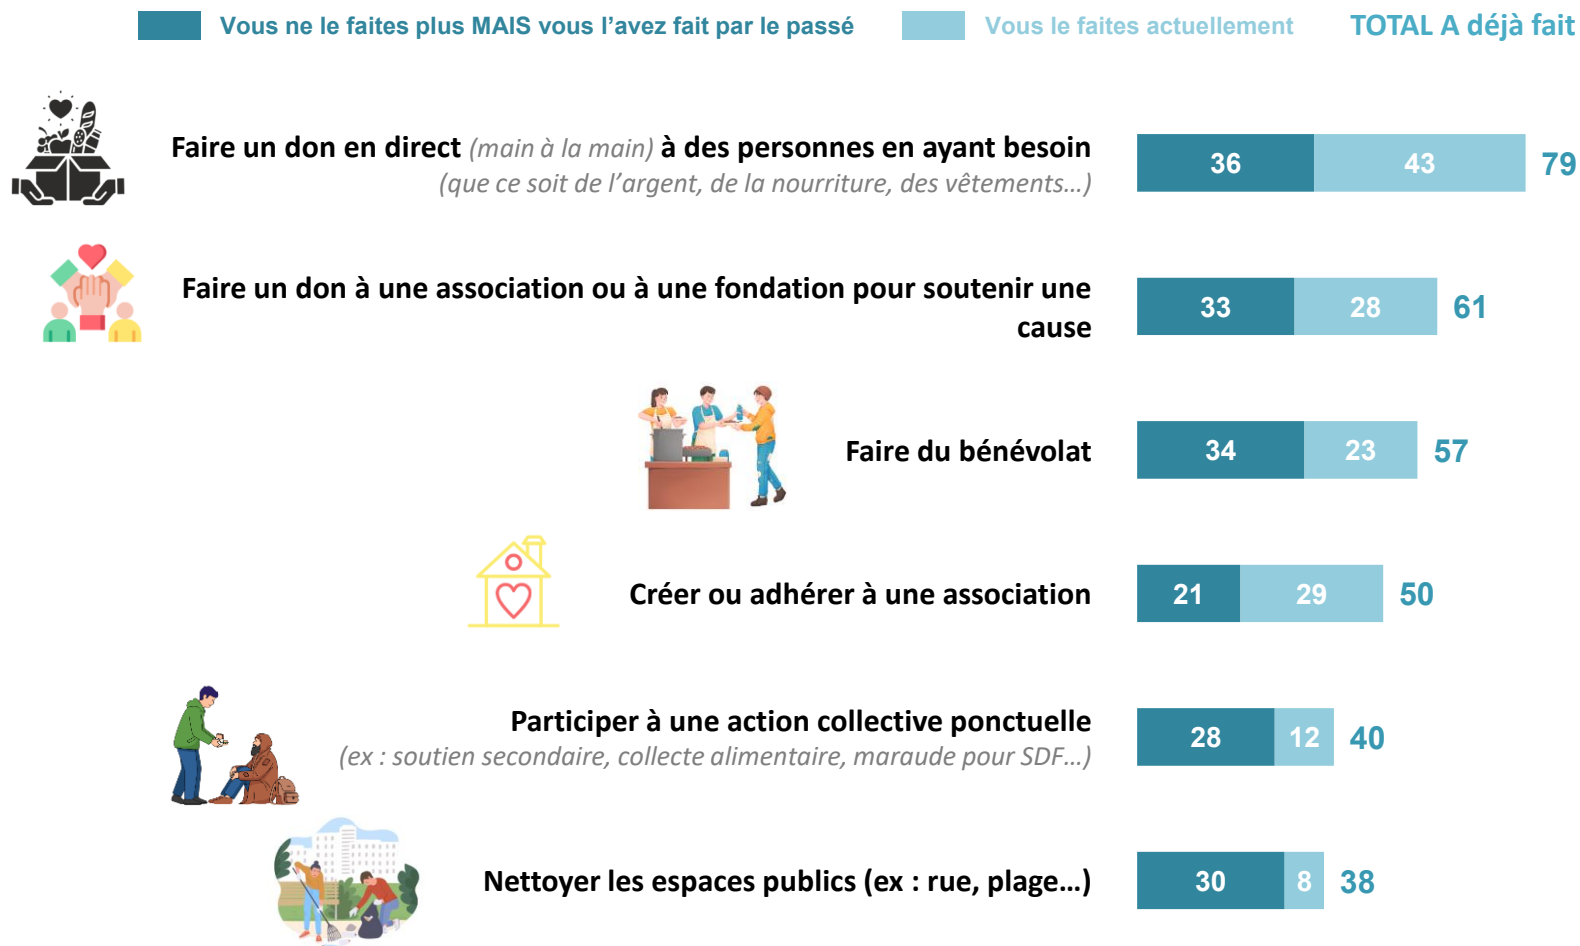 Vous ne le faites plus MAIS vous l’avez fait par le passé Vous le faites actuellement TOTAL A déjà fait
Faire un don en direct (main à la main) à des personnes en ayant besoin
(que ce soit de l’argent, de la nourriture, des vêtements…)
36 43 79
Faire un don à une association ou à une fondation pour soutenir une
cause
33 28 61
Faire du bénévolat
34 23 57
Créer ou adhérer à une association
21 29 50
Participer à une action collective ponctuelle
(ex : soutien secondaire, collecte alimentaire, maraude pour SDF…)
28 12 40
Nettoyer les espaces publics (ex : rue, plage…)
30 8 38